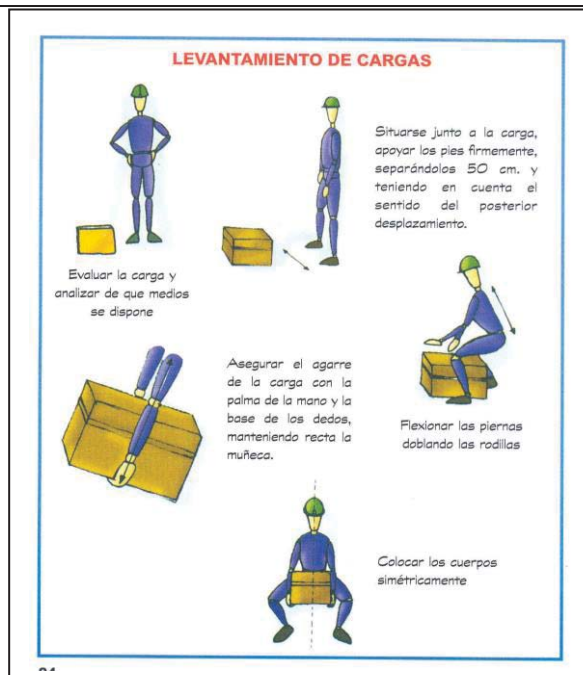 LEVANTAMIENTO DE CARGAS
Situarse junto a la carga,
apoyar los pies firmemente,
separándolos 50 cm. y
teniendo en cuenta el
sentido del posterior
desplazamiento.
Evaluar la carga y
analizar de que medios
se dispone
Asegurar el agarre
de la carga con la
palma de la mano y la
base de los dedos,
manteniendo recta la
muñeca.
Flexionar las piernas
doblando las rodillas
Colocar los cuerpos
simétricamente